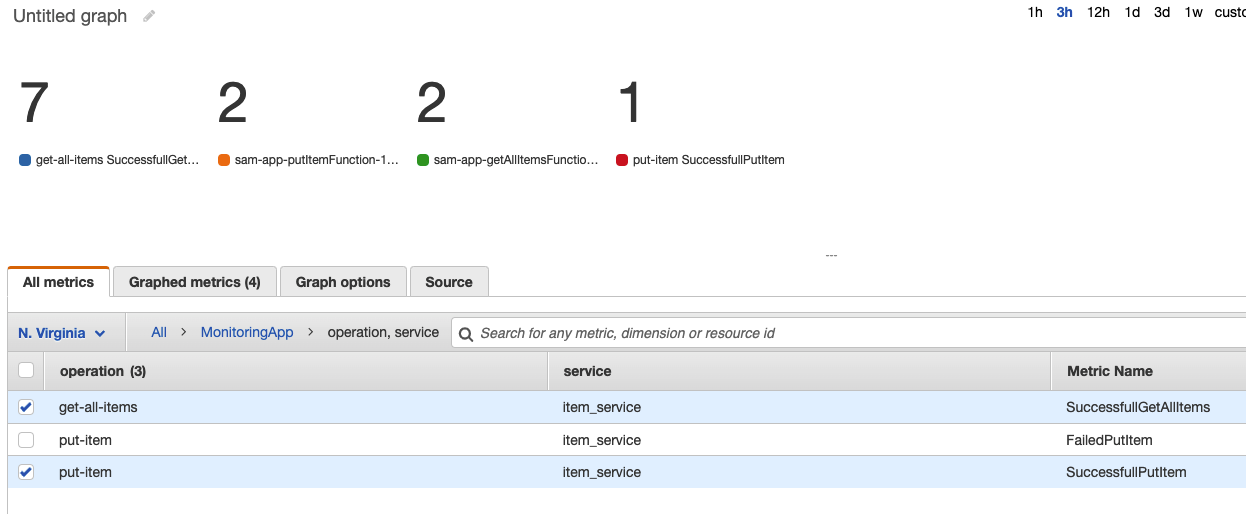 Untitled graph
1h 3h 12h 1d 3d 1w custo
7 2 2 1
get-all-items SuccessfullGet... sam-app-putItemFunction-1... sam-app-getAllItemsFunctio... put-item SuccessfullPutItem
---
All metrics Graphed metrics (4) Graph options Source
N. Virginia All > MonitoringApp > operation, service Search for any metric, dimension or resource id
operation (3) service Metric Name
get-all-items item_service SuccessfullGetAllItems
put-item item_service FailedPutItem
put-item item_service SuccessfullPutItem